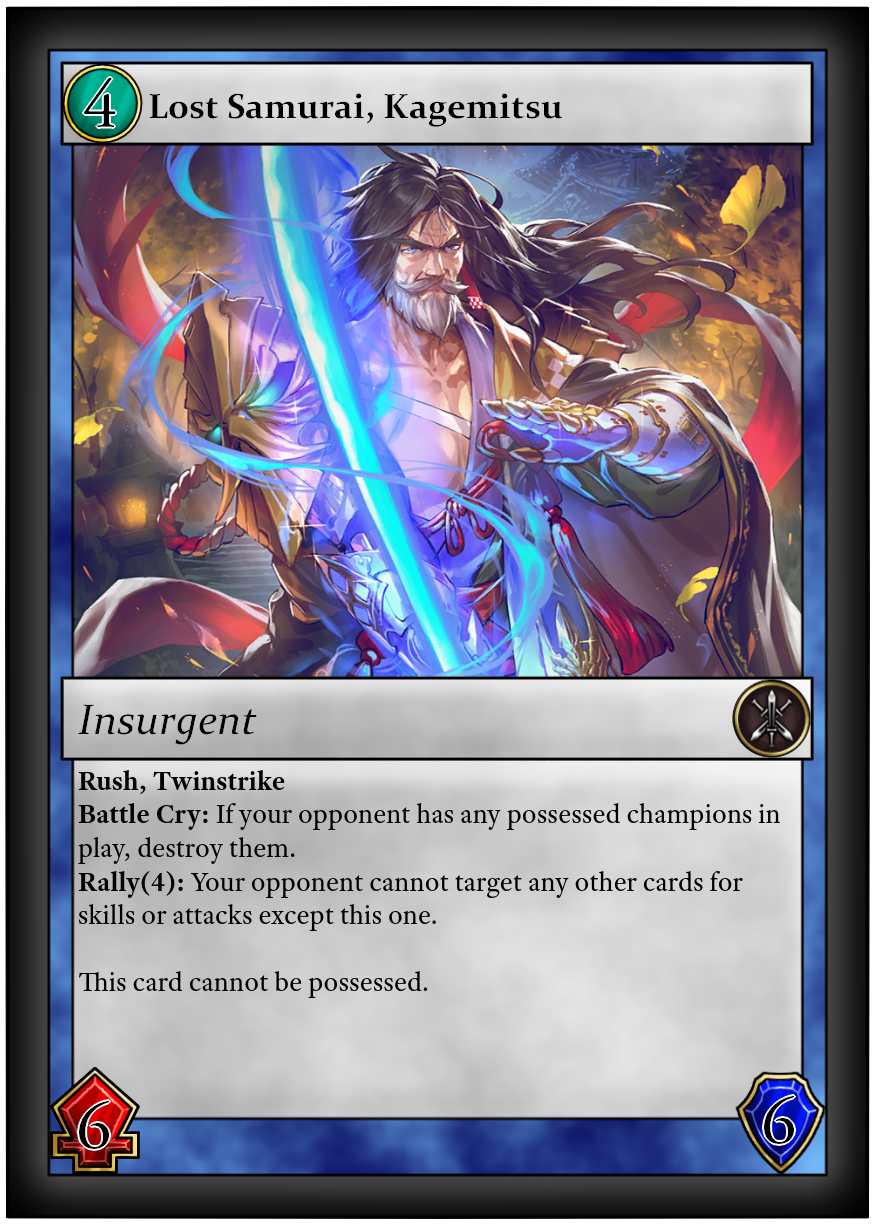 4
Lost Samurai, Kagemitsu
Insurgent
Rush, Twinstrike
Battle Cry: If your opponent has any possessed champions in
play, destroy them.
Rally(4): Your opponent cannot target any other cards for
skills or attacks except this one.
This card cannot be possessed.
6
6